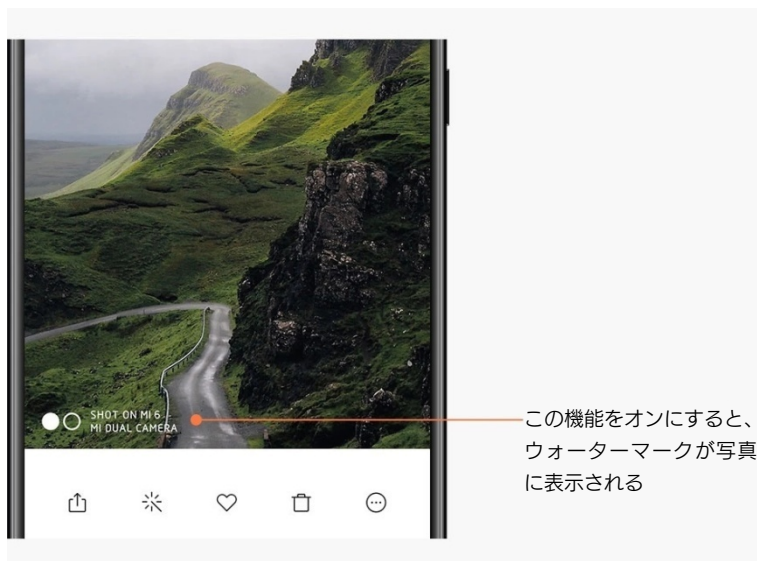 SHOT ON MI 6
MI DUAL CAMERA
この機能をオンにすると、
ウォーターマークが写真
に表示される